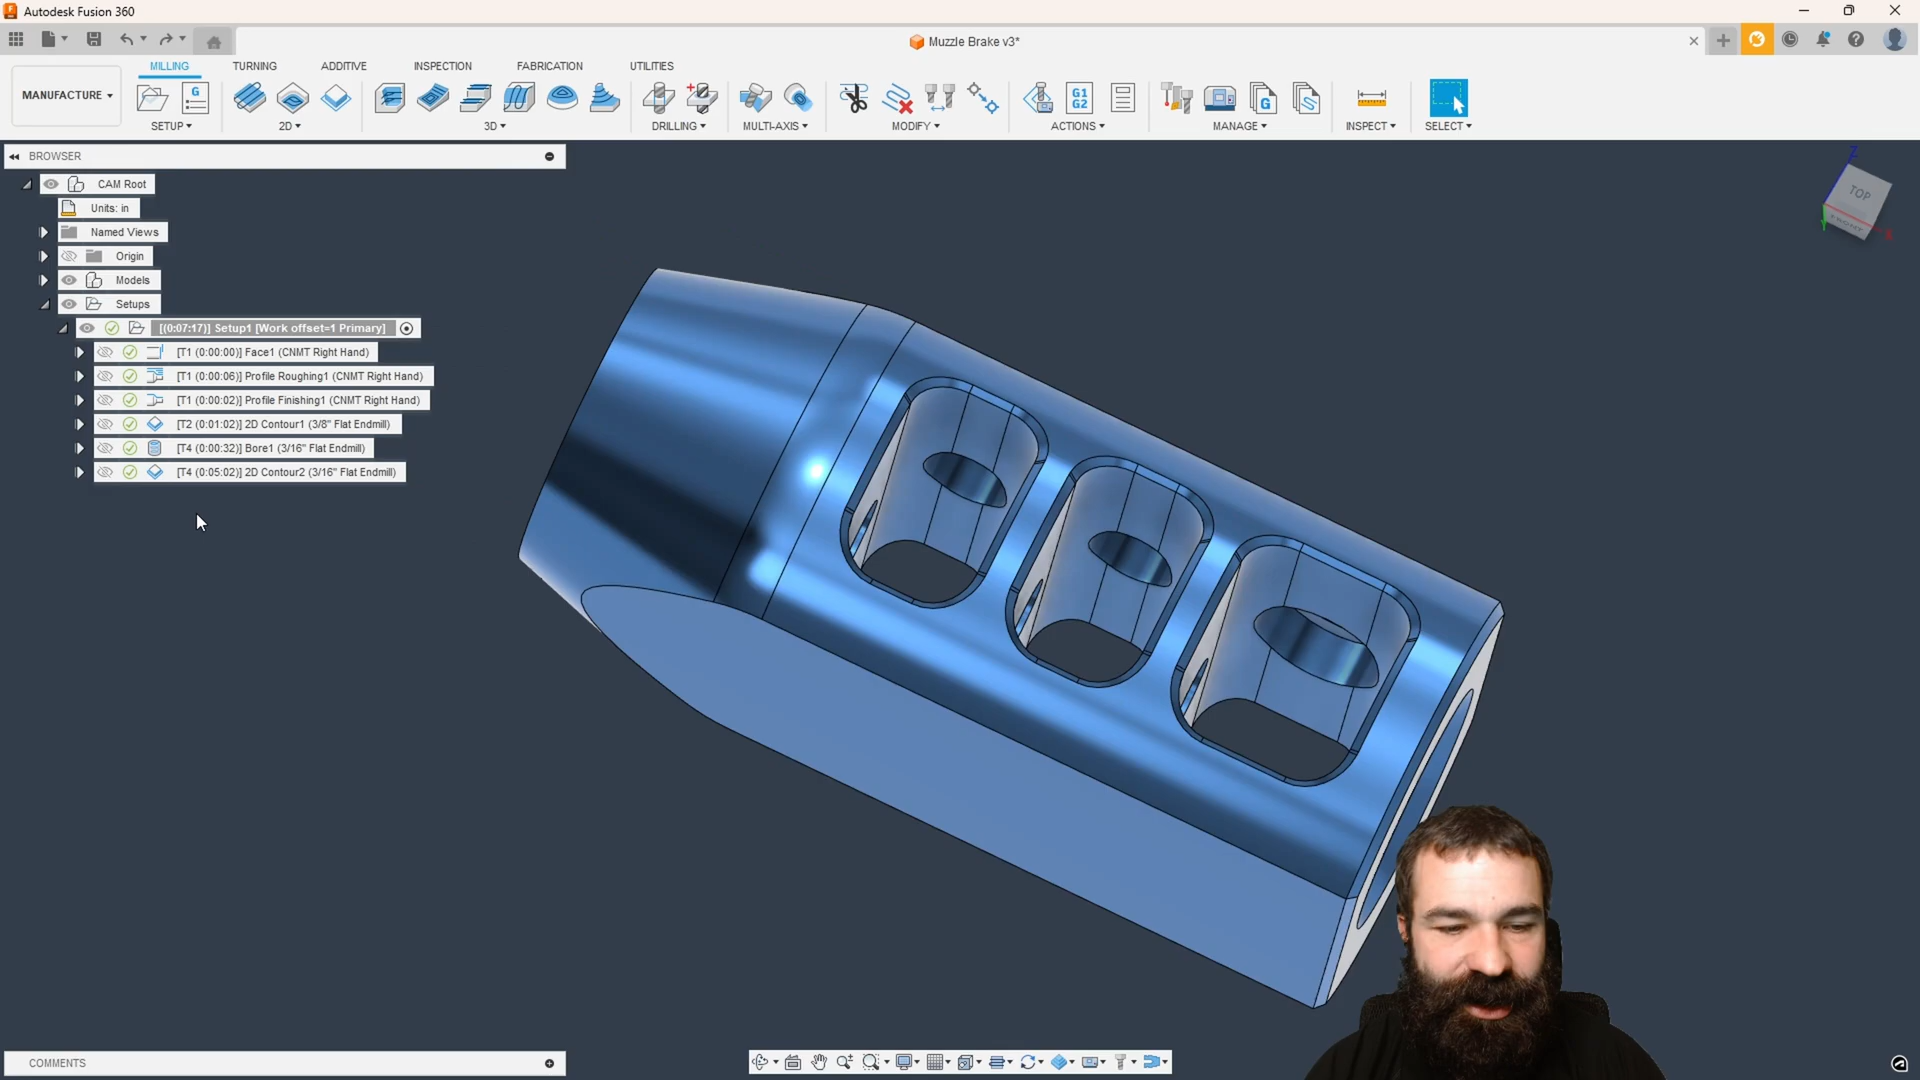 Autodesk Fusion 360
Muzzle Brake v3*
MILLING TURNING ADDITIVE INSPECTION FABRICATION UTILITIES
MANUFACTURE
G
G1
G2
G
SETUP 2D 3D DRILLING MULTI-AXIS MODIFY ACTIONS MANAGE INSPECT SELECT
BROWSER
CAM Root
Units: in
Named Views
Origin
Models
Setups
[(0:07:17)] Setup1 [Work offset=1 Primary]
[T1 (0:00:00)] Face1 (CNMT Right Hand)
[T1 (0:00:06)] Profile Roughing1 (CNMT Right Hand)
[T1 (0:00:02)] Profile Finishing1 (CNMT Right Hand)
[T2 (0:01:02)] 2D Contour1 (3/8" Flat Endmill)
[T4 (0:00:32)] Bore1 (3/16" Flat Endmill)
[T4 (0:05:02)] 2D Contour2 (3/16" Flat Endmill)
Z
TOP
FRONT
X
Y
COMMENTS